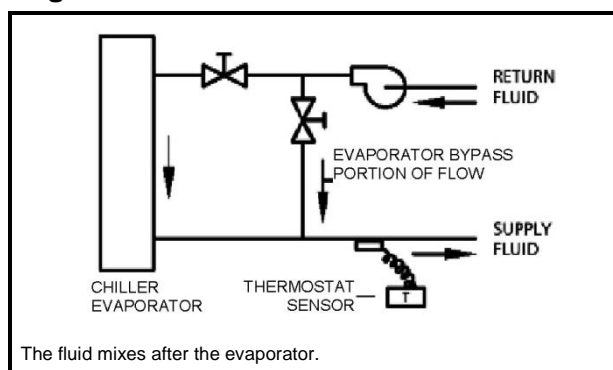 RETURN
FLUID
EVAPORATOR BYPASS
PORTION OF FLOW
SUPPLY
FLUID
CHILLER
EVAPORATOR
THERMOSTAT
SENSOR
T
The fluid mixes after the evaporator.